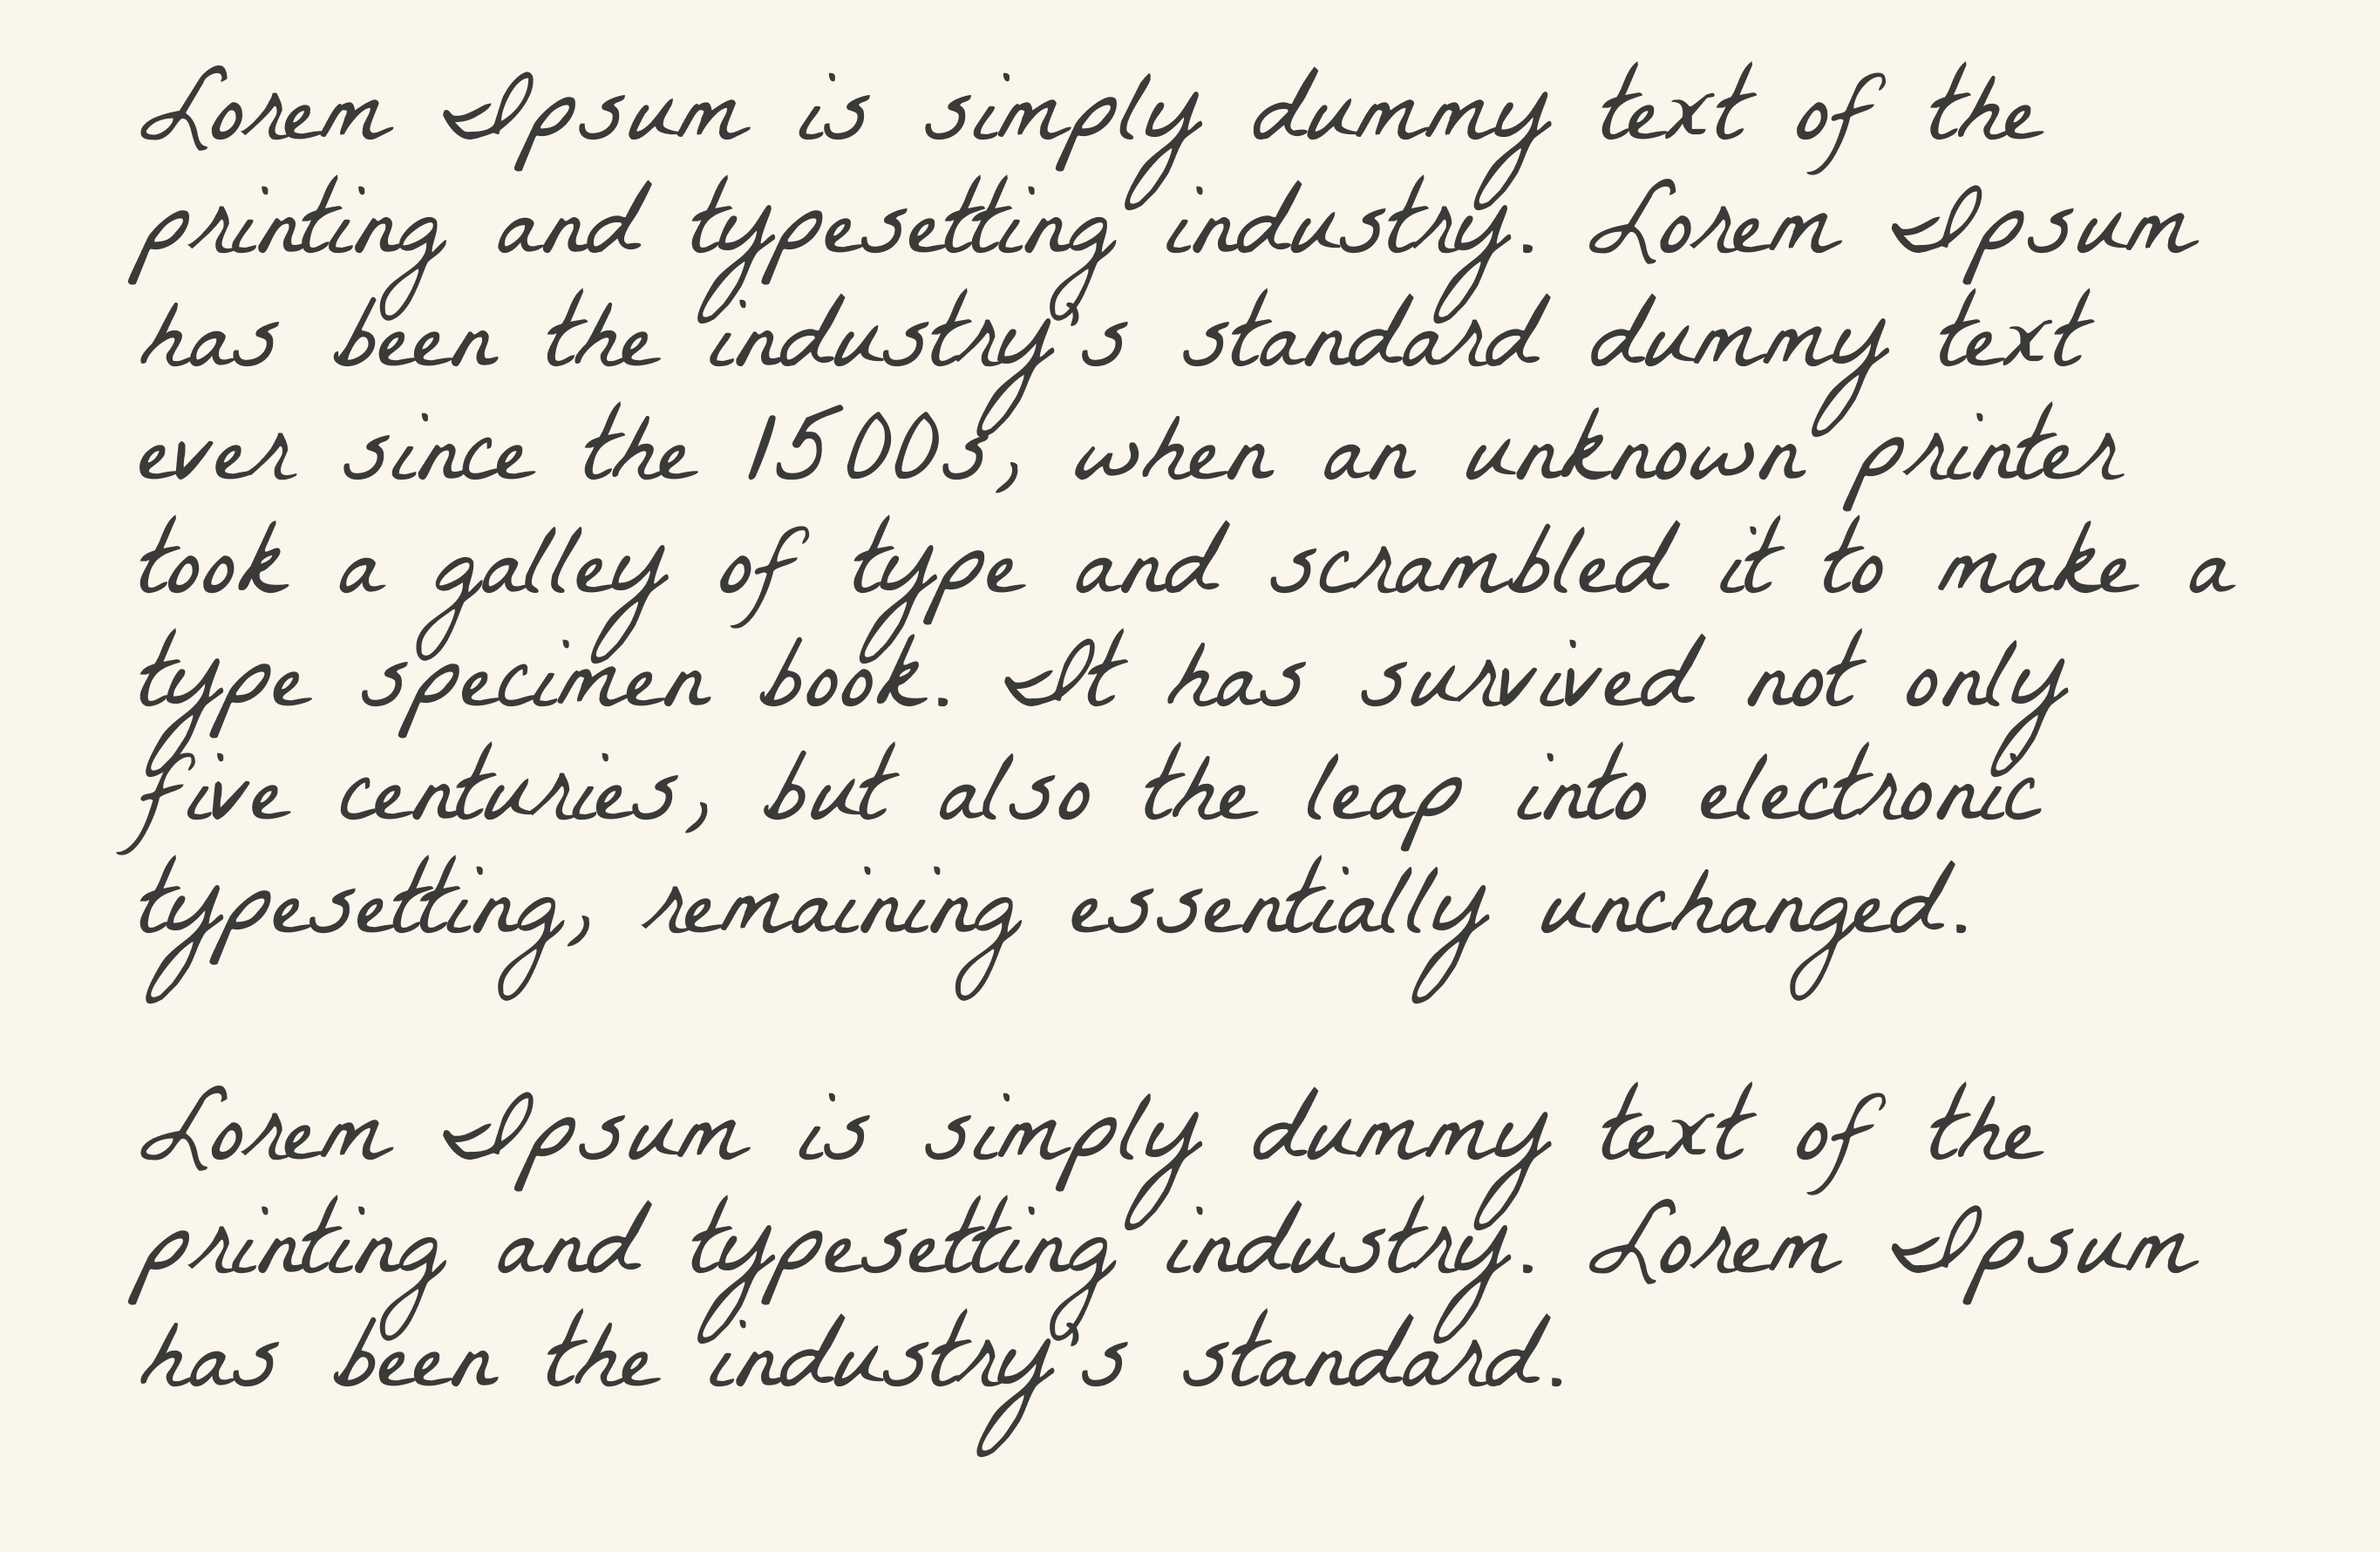 Lorem Ipsum is simply dummy text of the
printing and typesetting industry. Lorem Ipsum
has been the industry's standard dummy text
ever since the 1500s, when an unknown printer
took a galley of type and scrambled it to make a
type specimen book. It has survived not only
five centuries, but also the leap into electronic
typesetting, remaining essentially unchanged.

Lorem Ipsum is simply dummy text of the
printing and typesetting industry. Lorem Ipsum
has been the industry's standard.